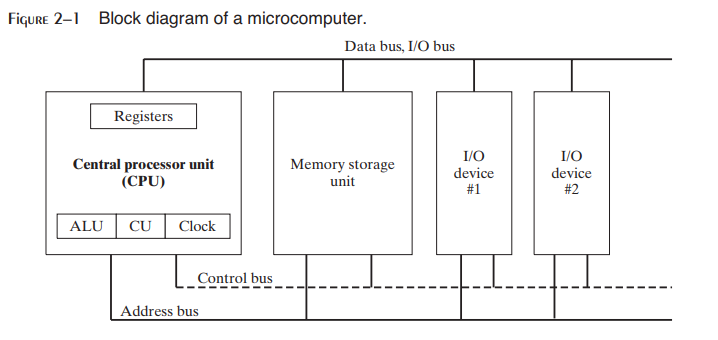 FIGURE 2–1 Block diagram of a microcomputer.
Data bus, I/O bus
Registers
Central processor unit
(CPU)
ALU CU Clock
Memory storage
unit
I/O
device
#1
I/O
device
#2
Control bus
Address bus